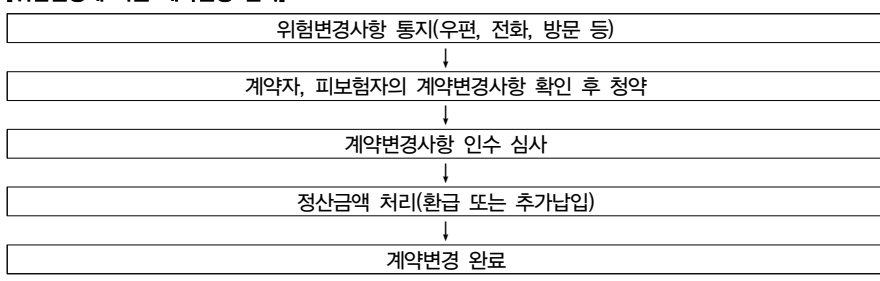 위험변경사항 통지(우편, 전화, 방문 등)
↓
계약자, 피보험자의 계약변경사항 확인 후 청약
↓
계약변경사항 인수 심사
↓
정산금액 처리(환급 또는 추가납입)
↓
계약변경 완료